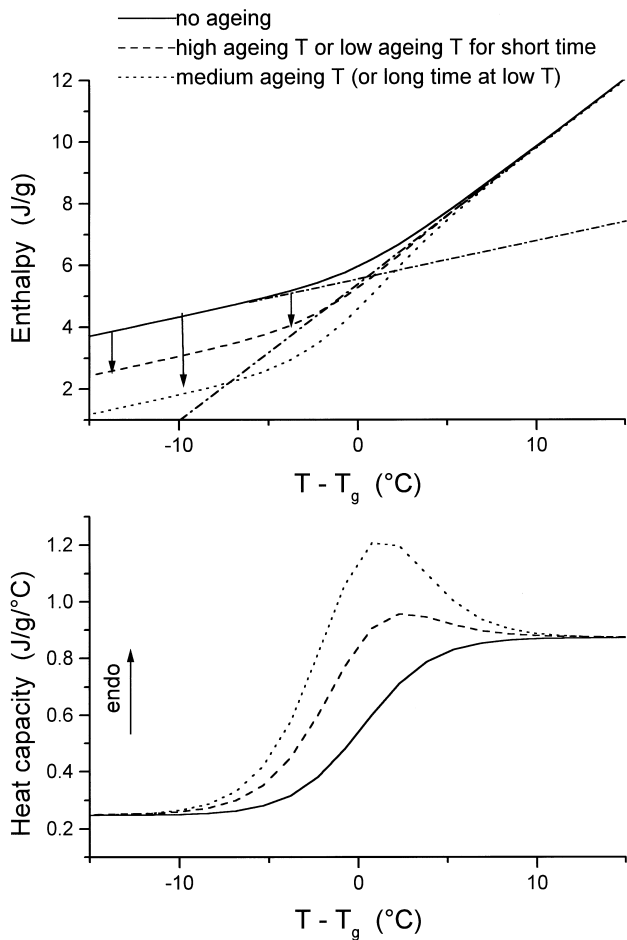 no ageing
high ageing T or low ageing T for short time
medium ageing T (or long time at low T)
12
10
8
6
4
2
Enthalpy (J/g)
-10
0
10
T - Tg (°C)
1.2
1.0
0.8
0.6
0.4
0.2
Heat capacity (J/g/°C)
endo
-10
0
10
T - Tg (°C)